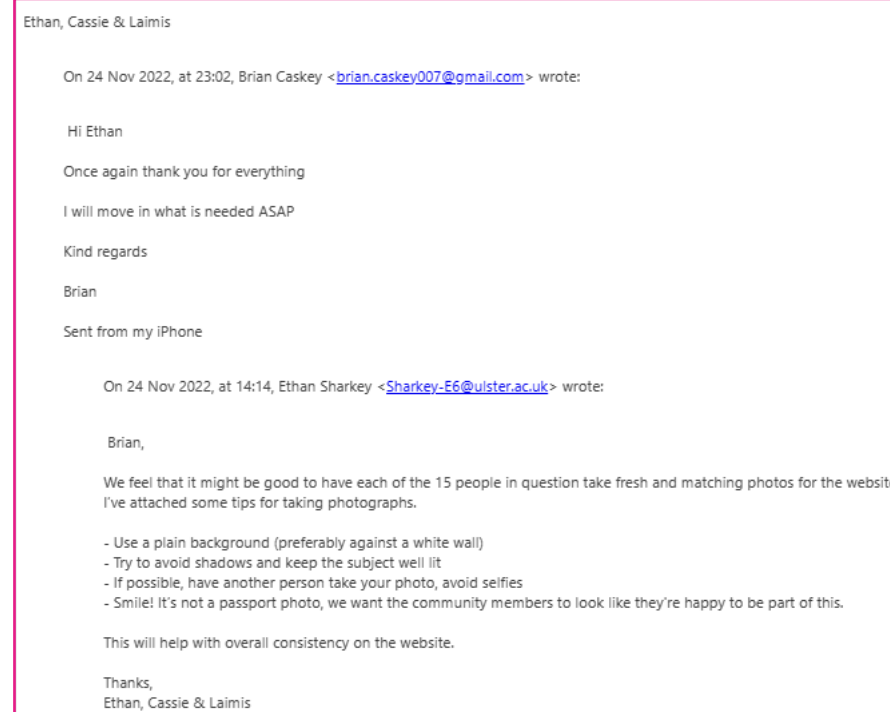 Ethan, Cassie & Laimis
On 24 Nov 2022, at 23:02, Brian Caskey <brian.caskey007@gmail.com> wrote:
Hi Ethan
Once again thank you for everything
I will move in what is needed ASAP
Kind regards
Brian
Sent from my iPhone
On 24 Nov 2022, at 14:14, Ethan Sharkey <Sharkey-E6@ulster.ac.uk> wrote:
Brian,
We feel that it might be good to have each of the 15 people in question take fresh and matching photos for the websit
I've attached some tips for taking photographs.
- Use a plain background (preferably against a white wall)
- Try to avoid shadows and keep the subject well lit
- If possible, have another person take your photo, avoid selfies
- Smile! It's not a passport photo, we want the community members to look like they're happy to be part of this.
This will help with overall consistency on the website.
Thanks,
Ethan, Cassie & Laimis